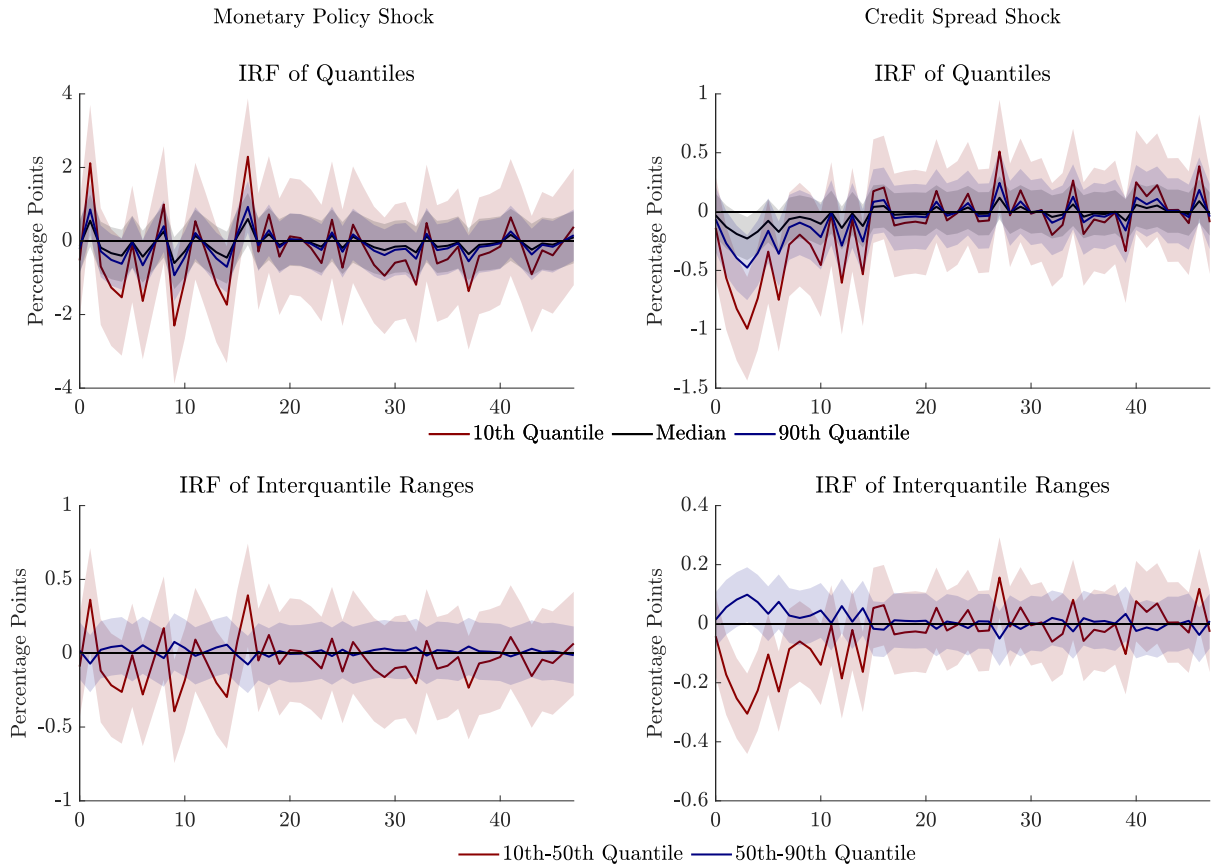 Monetary Policy Shock
Credit Spread Shock
IRF of Quantiles
IRF of Quantiles
Percentage Points
4
2
0
-2
-4
0 10 20 30 40
Percentage Points
1
0.5
0
-0.5
-1
-1.5
0 10 20 30 40
10th Quantile Median 90th Quantile
IRF of Interquantile Ranges
IRF of Interquantile Ranges
Percentage Points
1
0.5
0
-0.5
-1
0 10 20 30 40
Percentage Points
0.4
0.2
0
-0.2
-0.4
-0.6
0 10 20 30 40
10th-50th Quantile 50th-90th Quantile